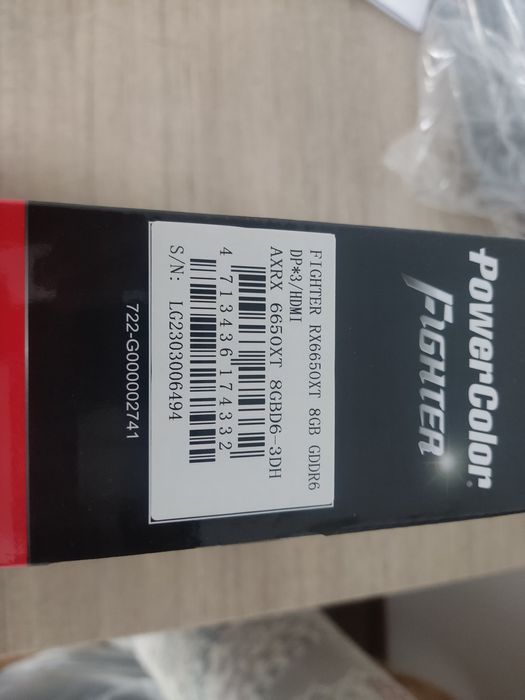 PowerColor®
FIGHTER
FIGHTER RX6650XT 8GB GDDR6
DP*3/HDMI
AXRX 6650XT 8GBD6-3DH
4 713436 174332
S/N: LG2303006494
722-G000002741